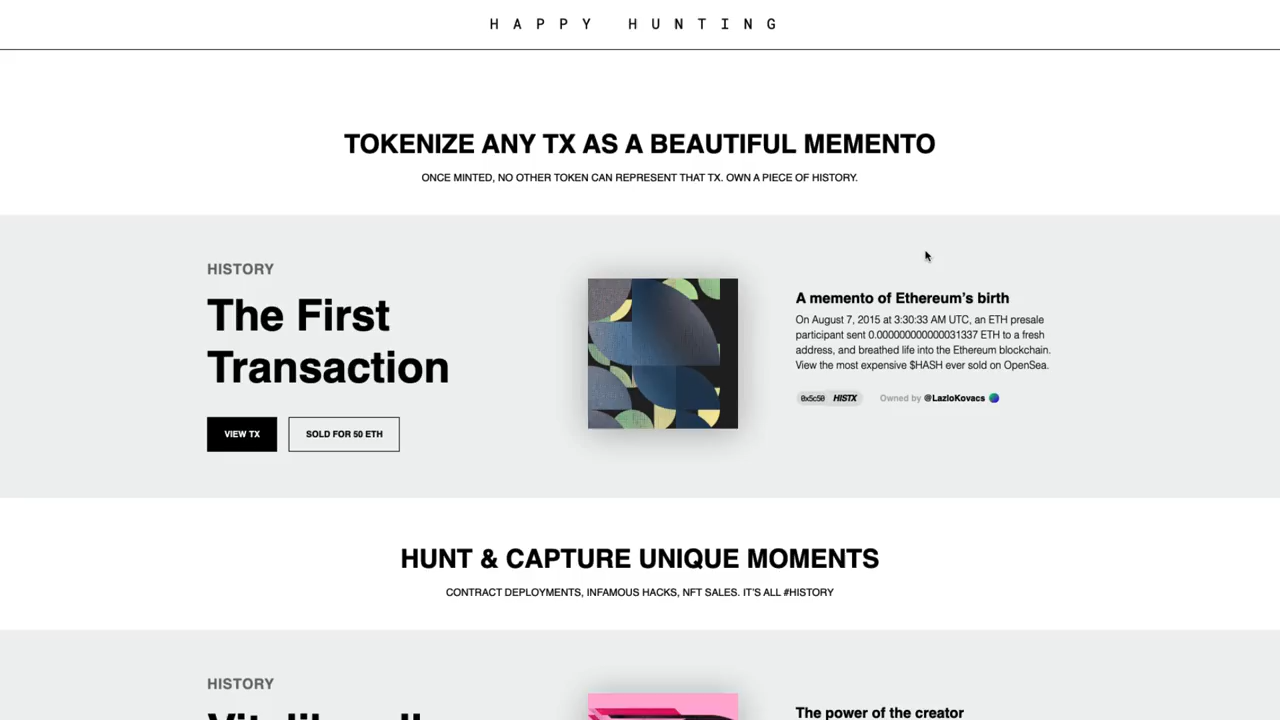 HAPPY HUNTING
TOKENIZE ANY TX AS A BEAUTIFUL MEMENTO
ONCE MINTED, NO OTHER TOKEN CAN REPRESENT THAT TX. OWN A PIECE OF HISTORY.
HISTORY
The First
Transaction
VIEW TX
SOLD FOR 50 ETH
A memento of Ethereum's birth
On August 7, 2015 at 3:30:33 AM UTC, an ETH presale
participant sent 0.000000000000031337 ETH to a fresh
address, and breathed life into the Ethereum blockchain.
View the most expensive $HASH ever sold on OpenSea.
0x5c50 HISTX Owned by @LazloKovacs
HUNT & CAPTURE UNIQUE MOMENTS
CONTRACT DEPLOYMENTS, INFAMOUS HACKS, NFT SALES. IT'S ALL #HISTORY
HISTORY
The power of the creator